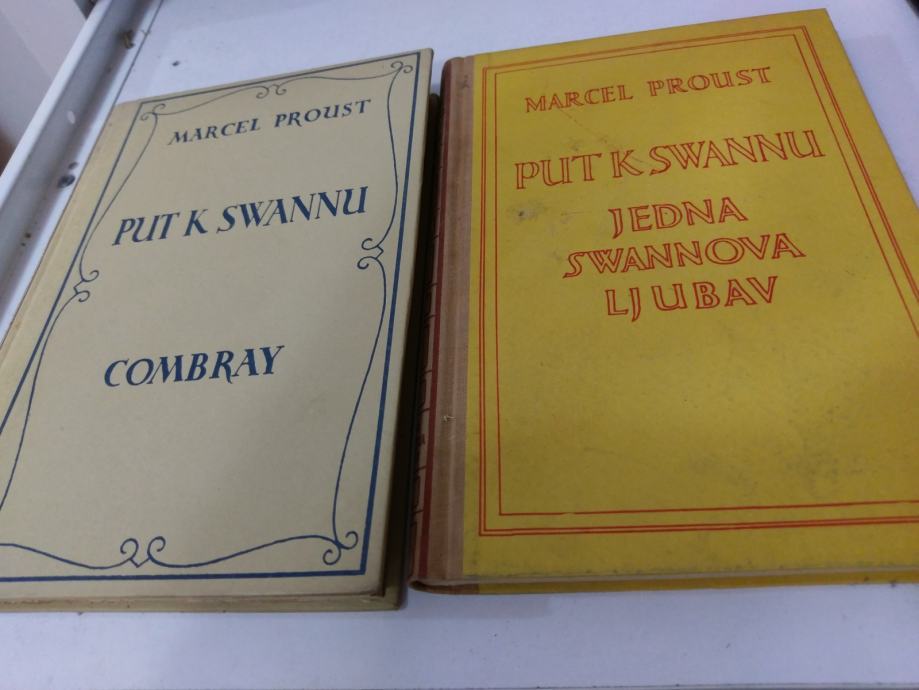 MARCEL PROUST
PUT K SWANNU
COMBRAY
MARCEL PROUST
PUT K SWANNU
JEDNA
SWANNOVA
LJUBAV